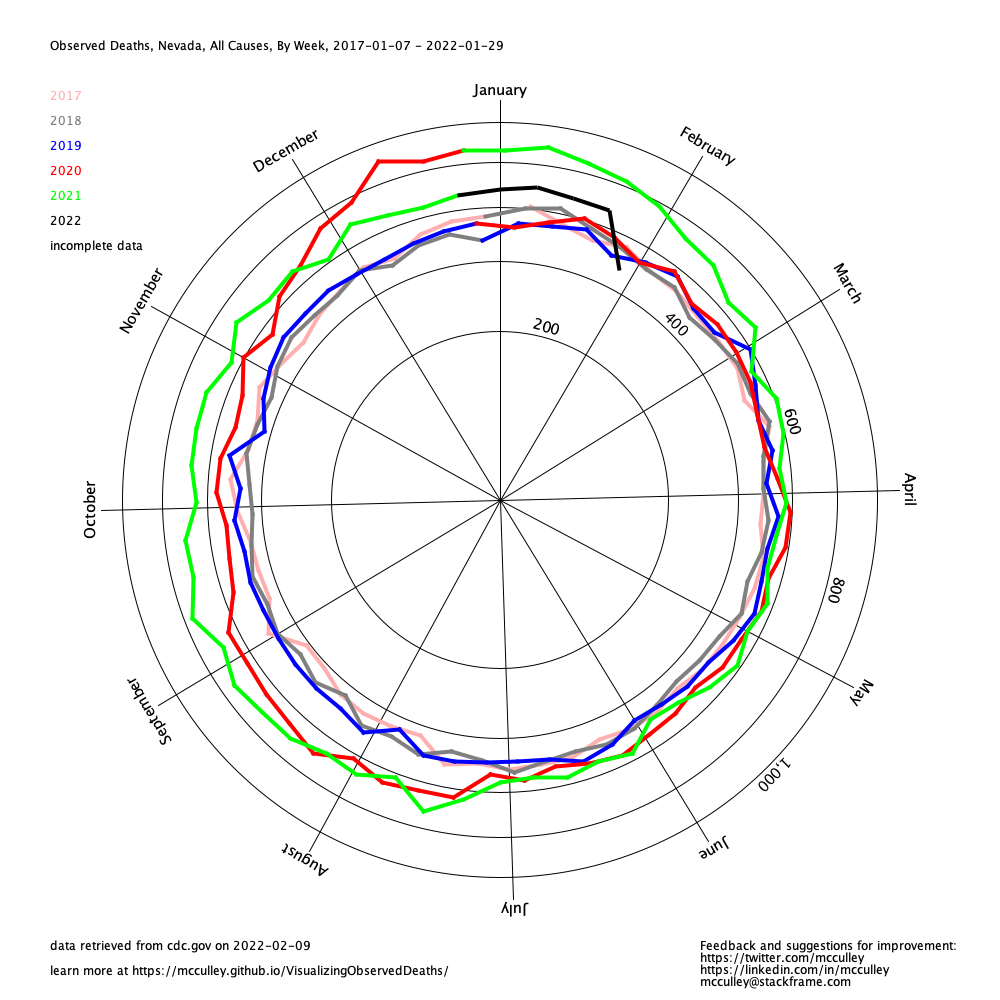 Observed Deaths, Nevada, All Causes, By Week, 2017-01-07 - 2022-01-29
2017
2018
2019
2020
2021
2022
incomplete data
January
February
March
April
May
June
July
August
September
October
November
December
200
400
600
800
1,000
data retrieved from cdc.gov on 2022-02-09
learn more at https://mcculley.github.io/VisualizingObservedDeaths/
Feedback and suggestions for improvement:
https://twitter.com/mcculley
https://linkedin.com/in/mcculley
mcculley@stackframe.com